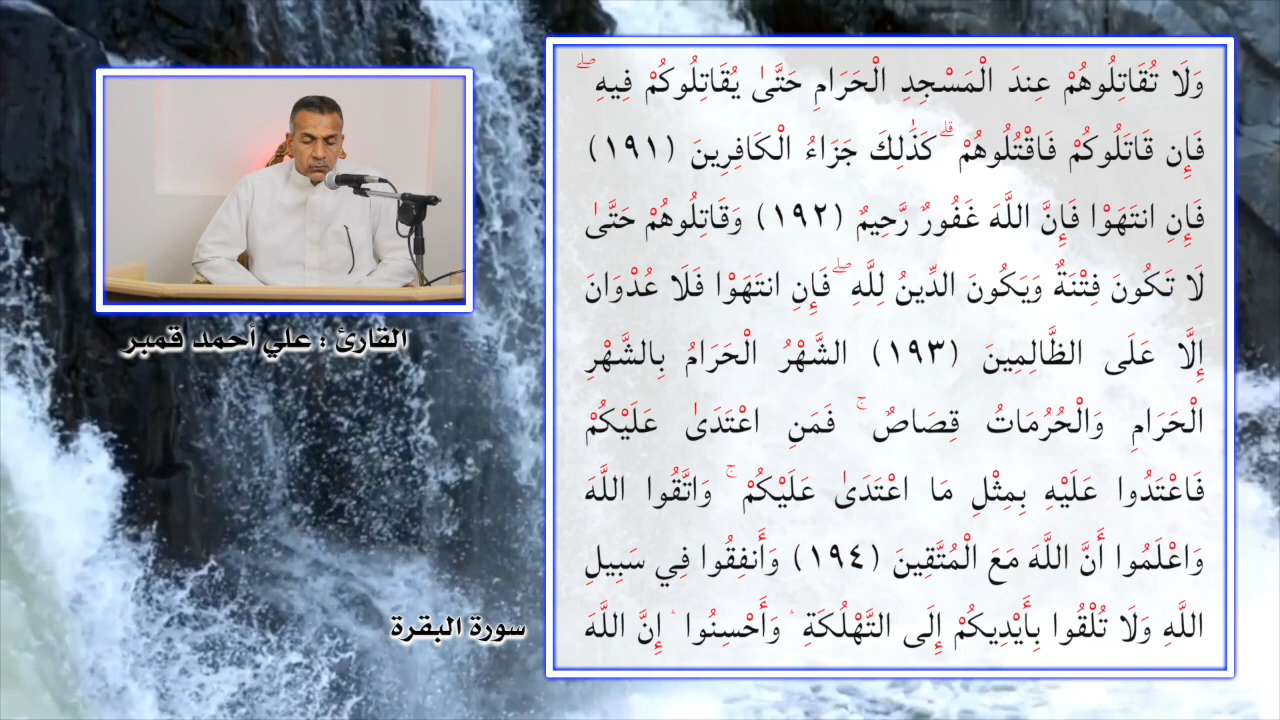 وَلَا تُقَاتِلُوهُمْ عِندَ الْمَسْجِدِ الْحَرَامِ حَتَّىٰ يُقَاتِلُوكُمْ فِيهِ ۖ
فَإِن قَاتَلُوكُمْ فَاقْتُلُوهُمْ ۗ كَذَٰلِكَ جَزَاءُ الْكَافِرِينَ (١٩١)
فَإِنِ انتَهَوْا فَإِنَّ اللَّهَ غَفُورٌ رَّحِيمٌ (١٩٢) وَقَاتِلُوهُمْ حَتَّىٰ
لَا تَكُونَ فِتْنَةٌ وَيَكُونَ الدِّينُ لِلَّهِ ۖ فَإِنِ انتَهَوْا فَلَا عُدْوَانَ
إِلَّا عَلَى الظَّالِمِينَ (١٩٣) الشَّهْرُ الْحَرَامُ بِالشَّهْرِ
الْحَرَامِ وَالْحُرُمَاتُ قِصَاصٌ ۚ فَمَنِ اعْتَدَىٰ عَلَيْكُمْ
فَاعْتَدُوا عَلَيْهِ بِمِثْلِ مَا اعْتَدَىٰ عَلَيْكُمْ ۚ وَاتَّقُوا اللَّهَ
وَاعْلَمُوا أَنَّ اللَّهَ مَعَ الْمُتَّقِينَ (١٩٤) وَأَنفِقُوا فِي سَبِيلِ
اللَّهِ وَلَا تُلْقُوا بِأَيْدِيكُمْ إِلَى التَّهْلُكَةِ ۛ وَأَحْسِنُوا ۛ إِنَّ اللَّهَ
القارئ : علي أحمد قمبر
سورة البقرة